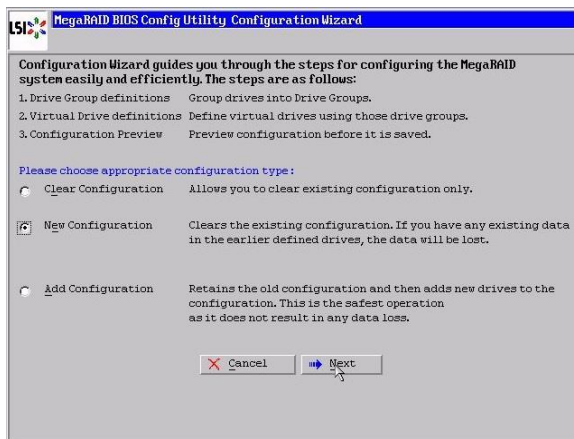 LSI
MegaRAID BIOS Config Utility Configuration Wizard
Configuration Wizard guides you through the steps for configuring the MegaRAID
system easily and efficiently. The steps are as follows:
1. Drive Group definitions Group drives into Drive Groups.
2. Virtual Drive definitions Define virtual drives using those drive groups.
3. Configuration Preview Preview configuration before it is saved.
Please choose appropriate configuration type:
Clear Configuration Allows you to clear existing configuration only.
New Configuration Clears the existing configuration. If you have any existing data
in the earlier defined drives, the data will be lost.
Add Configuration Retains the old configuration and then adds new drives to the
configuration. This is the safest operation
as it does not result in any data loss.
Cancel Next